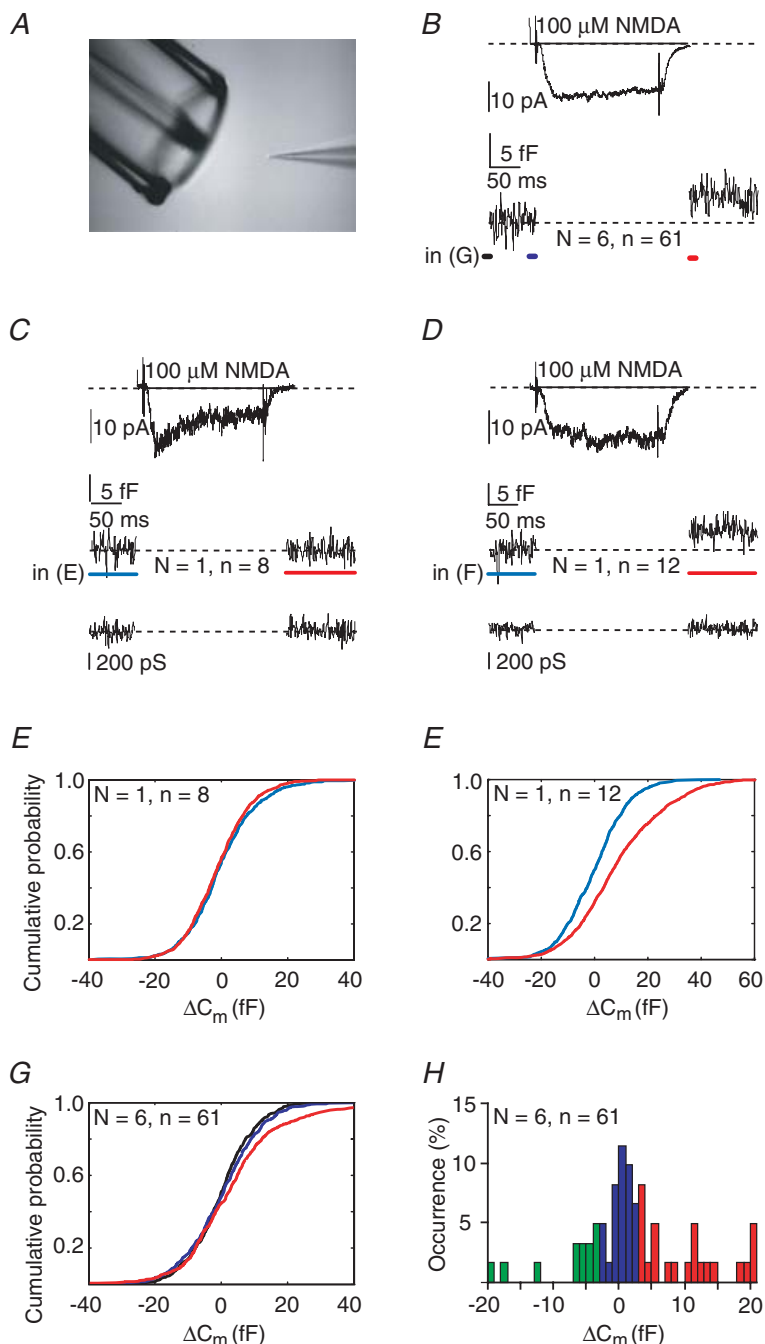 A
B
100 μM NMDA
10 pA
5 fF
50 ms
N = 6, n = 61
in (G)
C
D
100 μM NMDA
10 pA
5 fF
50 ms
in (E)
N = 1, n = 8
200 pS
100 μM NMDA
10 pA
5 fF
50 ms
in (F)
N = 1, n = 12
200 pS
E
N = 1, n = 8
Cumulative probability
1.0
0.6
0.2
-40 -20 0 20 40
ΔCm (fF)
E
N = 1, n = 12
1.0
0.6
0.2
-40 -20 0 20 40 60
ΔCm (fF)
G
N = 6, n = 61
Cumulative probability
1.0
0.6
0.2
-40 -20 0 20 40
ΔCm (fF)
H
N = 6, n = 61
Occurrence (%)
15
10
5
-20 -10 0 10 20
ΔCm (fF)